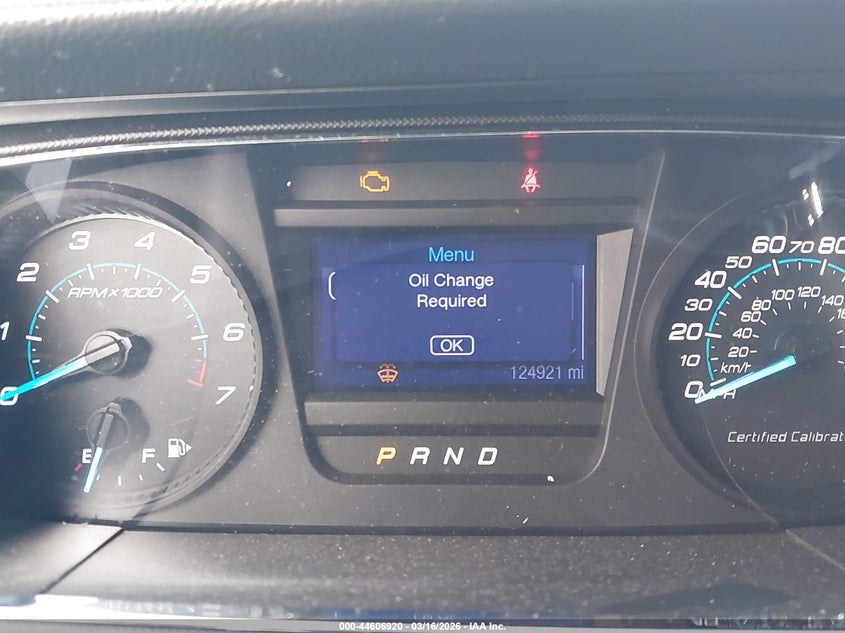 Menu
Oil Change
Required
OK
124921 mi
P R N D
1 2 3 4 5 6 7
0
RPM x 1000
E F
0 10 20 30 40 50 60 70 80
20 40 60 80 100 120 140
km/h
MPH
Certified Calibrat
000-44606920 - 03/16/2026 - IAA Inc.